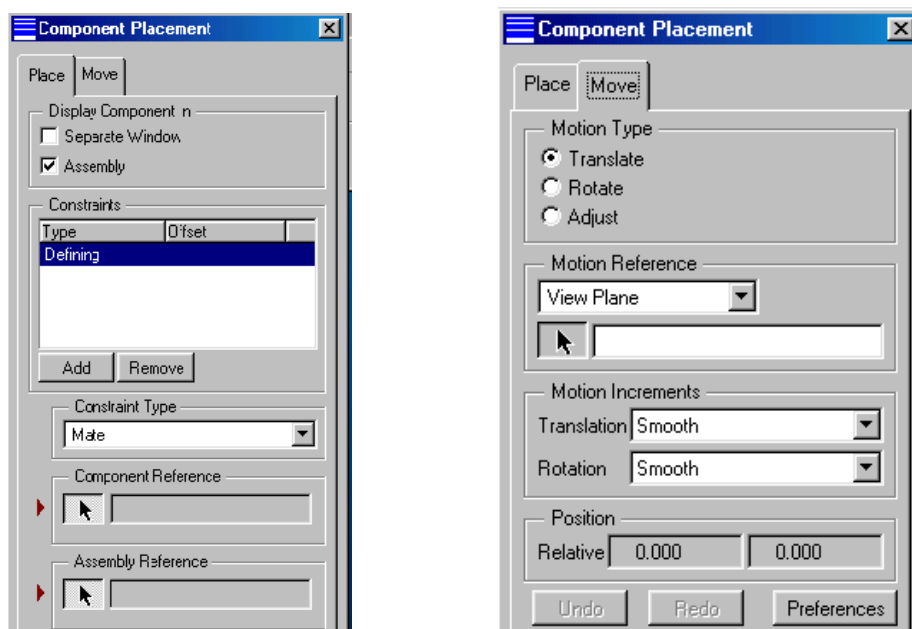 Component Placement
Place Move
Display Component n
Separate Window
Assembly
Constraints
Type Offset
Defining
Add Remove
Constraint Type
Mate
Component Reference
Assembly Reference
Component Placement
Place Move
Motion Type
Translate
Rotate
Adjust
Motion Reference
View Plane
Motion Increments
Translation Smooth
Rotation Smooth
Position
Relative 0.000 0.000
Undo Redo Preferences